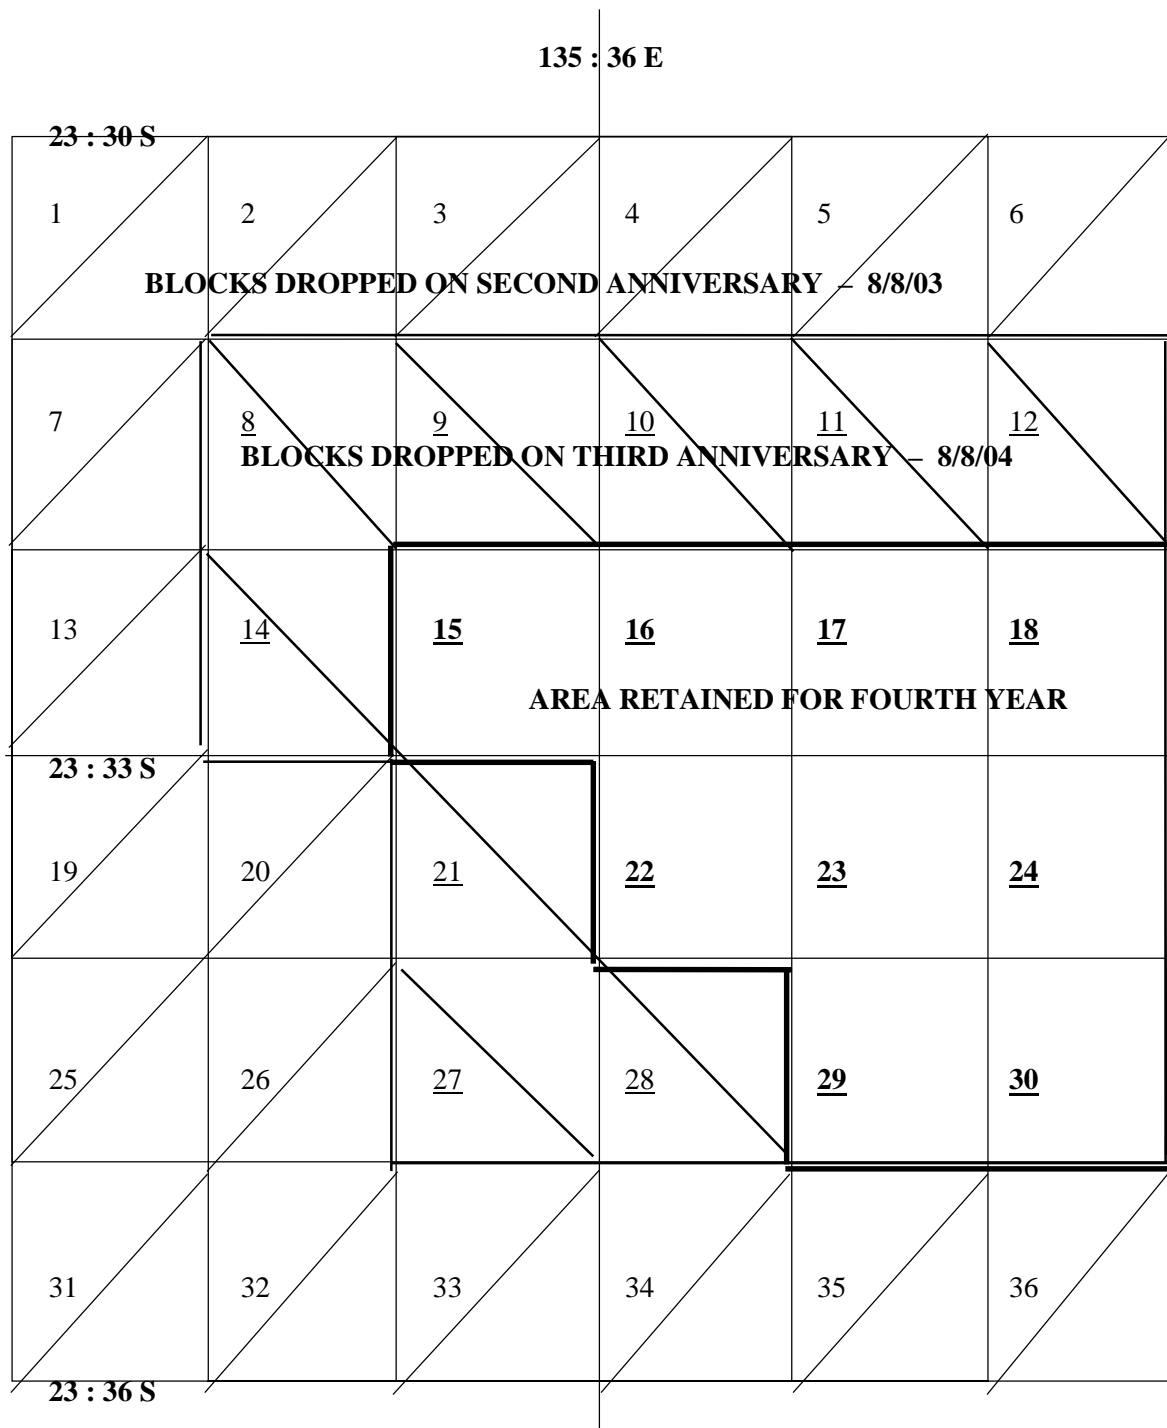 135 : 36 E
23 : 30 S
1 2 3 4 5 6
BLOCKS DROPPED ON SECOND ANNIVERSARY – 8/8/03
7 8 9 10 11 12
BLOCKS DROPPED ON THIRD ANNIVERSARY – 8/8/04
13 14 15 16 17 18
AREA RETAINED FOR FOURTH YEAR
23 : 33 S
19 20 21 22 23 24
25 26 27 28 29 30
31 32 33 34 35 36
23 : 36 S